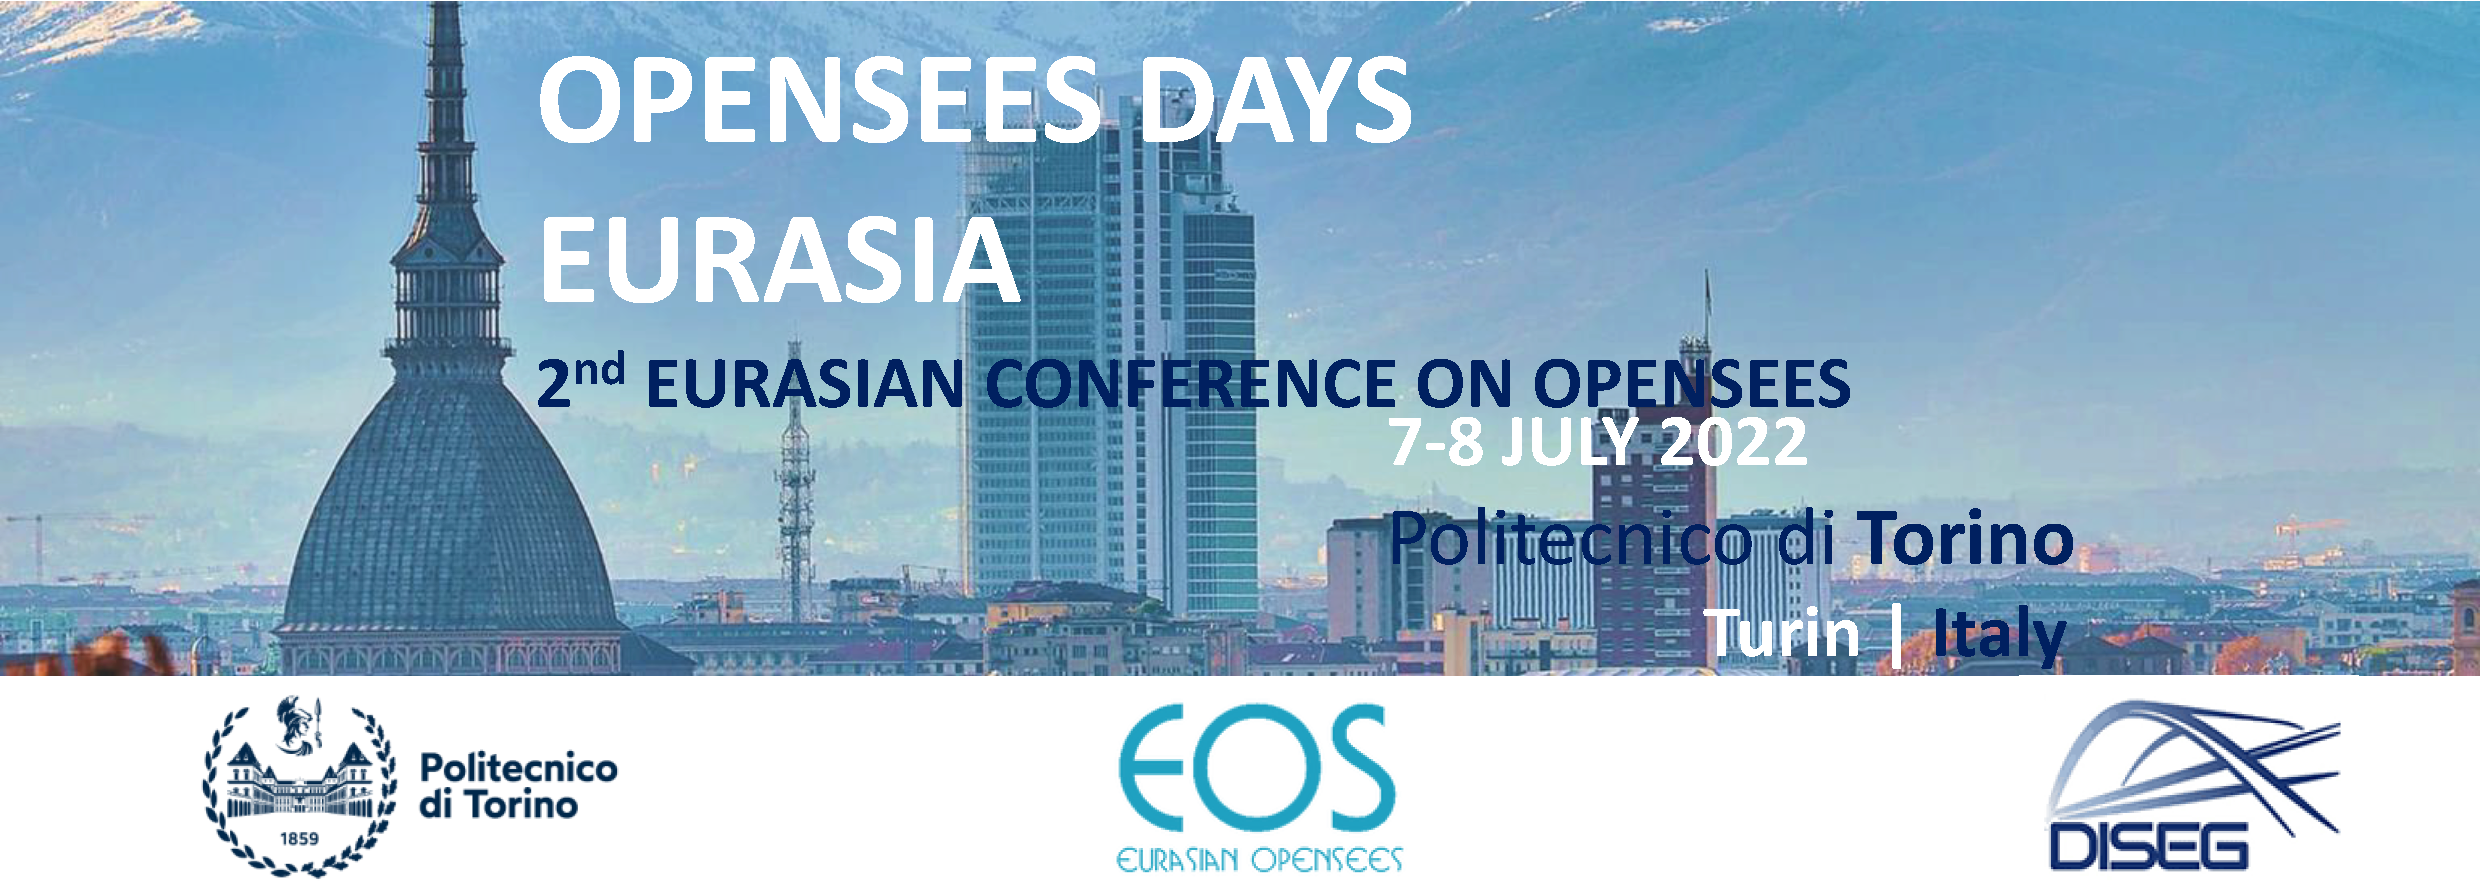 OPENSEES DAYS
EURASIA
2nd EURASIAN CONFERENCE ON OPENSEES
7-8 JULY 2022
Politecnico di Torino
Turin | Italy
Politecnico
di Torino
1859
EOS
EURASIAN OPENSEES
DISEG